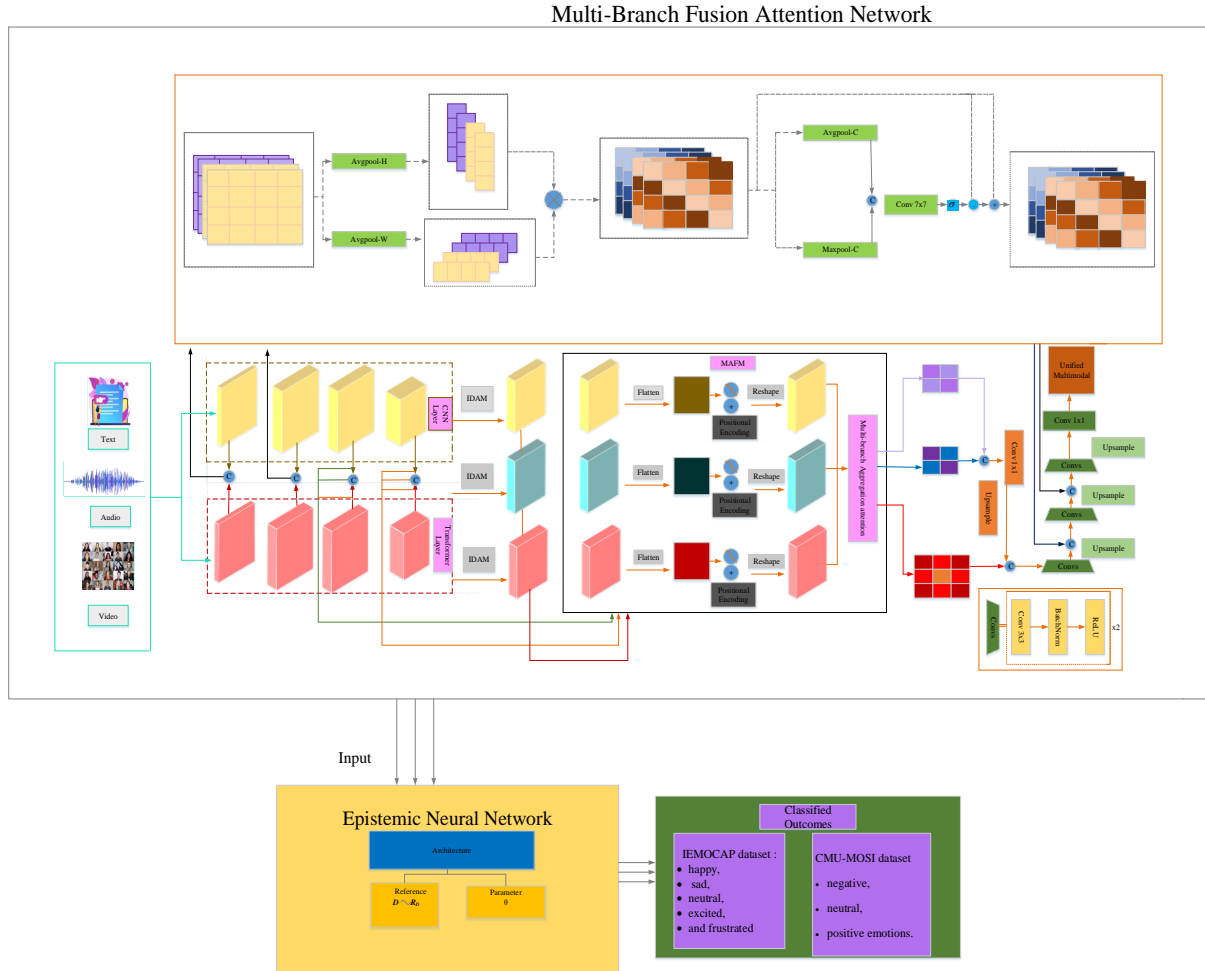 Multi-Branch Fusion Attention Network
Avgpool-H
Avgpool-W
Avgpool-C
Maxpool-C
C
Conv 7x7
σ
Text
Audio
Video
CNN
Layer
Transformer
Layer
C
C
C
C
IDAM
IDAM
IDAM
MAFM
Flatten
Positional
Encoding
Reshape
Flatten
Positional
Encoding
Reshape
Flatten
Positional
Encoding
Reshape
Multi-branch Aggregation attention
C
Conv 1x1
Upsample
C
Unified
Multimodal
Conv 1x1
Upsample
Convs
C
Upsample
Convs
C
Upsample
Convs
Convs
Conv 3x3
BatchNorm
ReLU
x2
Input
Epistemic Neural Network
Architecture
Reference
D ~ R_D
Parameter
θ
Classified
Outcomes
IEMOCAP dataset :
• happy,
• sad,
• neutral,
• excited,
• and frustrated
CMU-MOSI dataset
• negative,
• neutral,
• positive emotions.